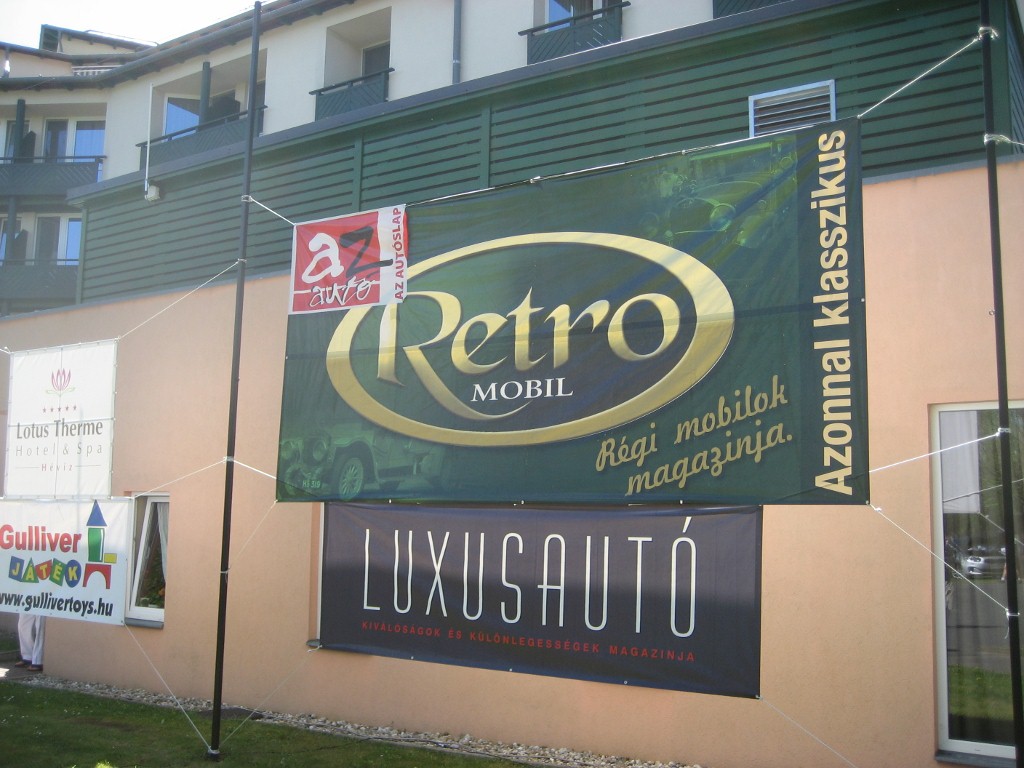 az
auto
AZ AUTÓSLAP
Retro
MOBIL
Régi mobilok
magazinja.
Azonnal klasszikus
Lotus Therme
Hotel & Spa
Hévíz
Gulliver
JÁTÉK
www.gullivertoys.hu
LUXUSAUTÓ
KIVÁLÓSÁGOK ÉS KÜLÖNLEGESSÉGEK MAGAZINJA